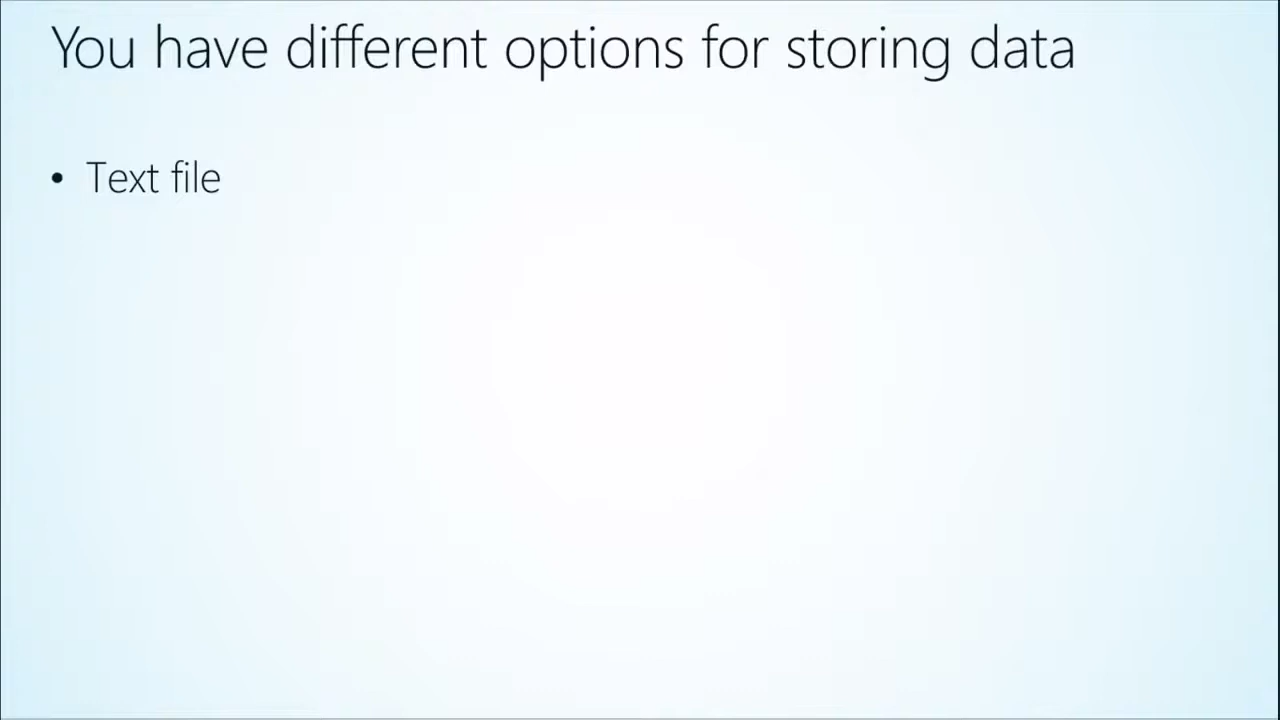 You have different options for storing data
• Text file